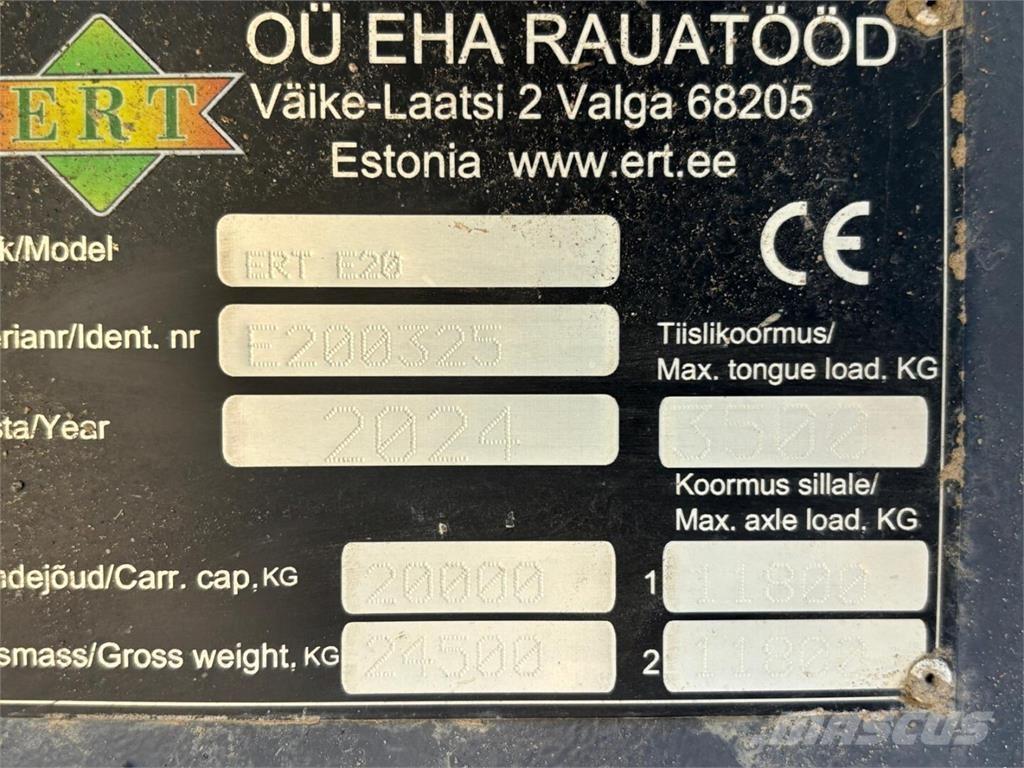 ERT
OÜ EHA RAUATÖÖD
Väike-Laatsi 2 Valga 68205
Estonia www.ert.ee
k/Model ERT E20
CE
rianr/Ident. nr E200325
Tiislikoormus/
Max. tongue load, KG
sta/Year 2024
3500
Koormus sillale/
Max. axle load, KG
ndejõud/Carr. cap, KG 20000 1 11800
smass/Gross weight, KG 24500 2 11800
MASCUS